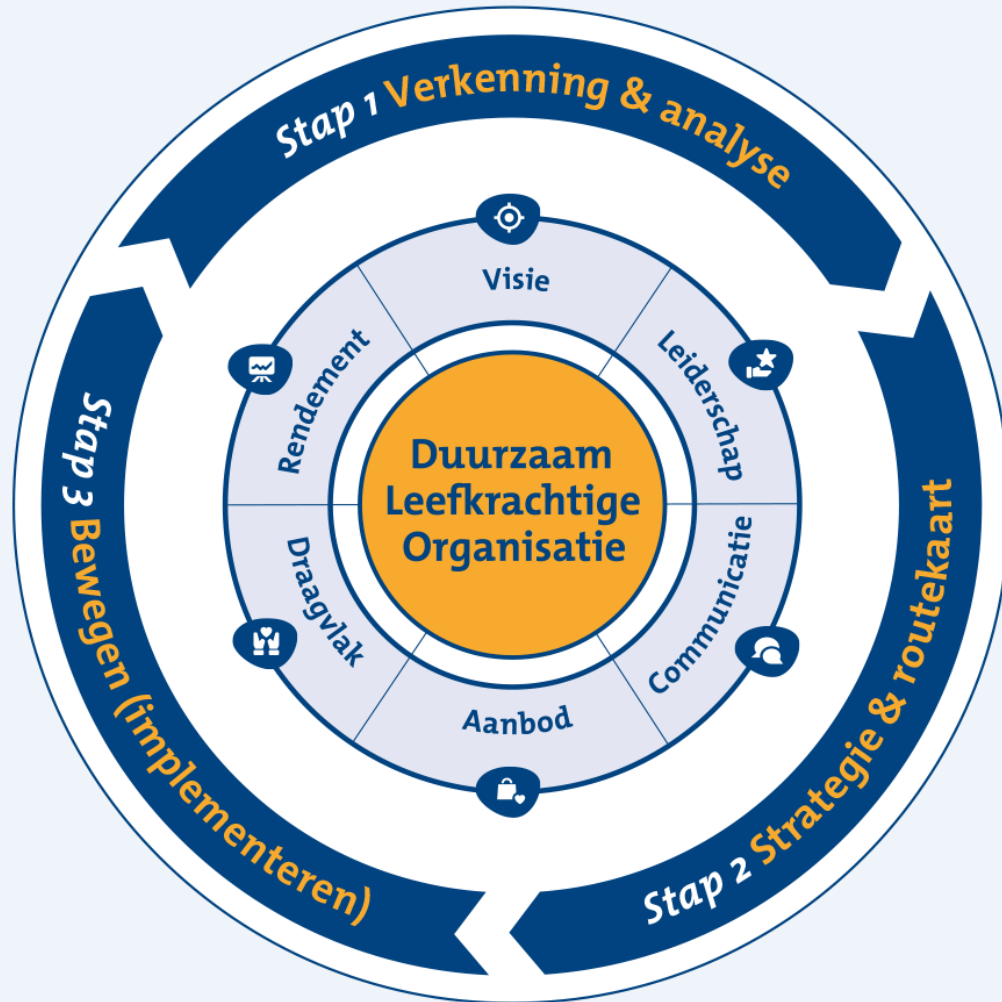 Stap 1 Verkenning & analyse
Stap 2 Strategie & routekaart
Stap 3 Bewegen (implementeren)
Visie
Leiderschap
Communicatie
Aanbod
Draagvlak
Rendement
Duurzaam
Leefkrachtige
Organisatie